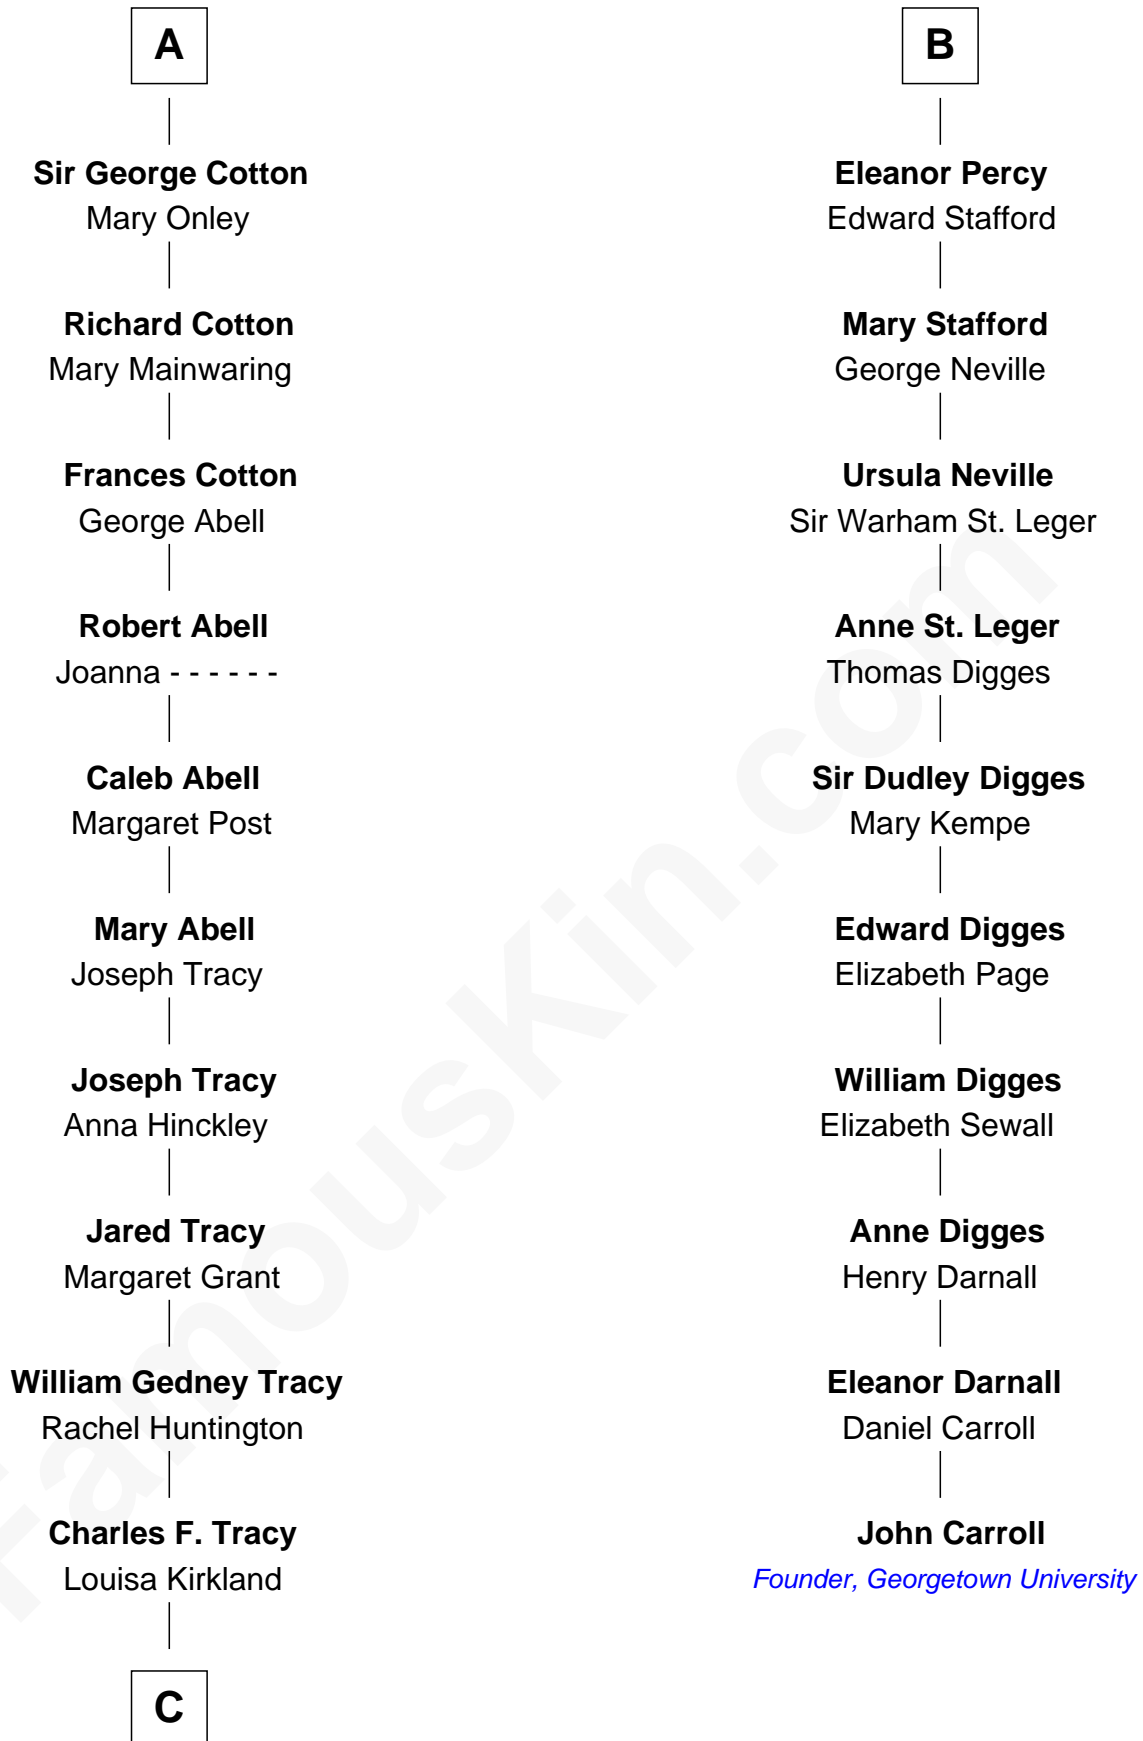 A
Sir George Cotton
Mary Onley
Richard Cotton
Mary Mainwaring
Frances Cotton
George Abell
Robert Abell
Joanna - - - - - -
Caleb Abell
Margaret Post
Mary Abell
Joseph Tracy
Joseph Tracy
Anna Hinckley
Jared Tracy
Margaret Grant
William Gedney Tracy
Rachel Huntington
Charles F. Tracy
Louisa Kirkland
C
B
Eleanor Percy
Edward Stafford
Mary Stafford
George Neville
Ursula Neville
Sir Warham St. Leger
Anne St. Leger
Thomas Digges
Sir Dudley Digges
Mary Kempe
Edward Digges
Elizabeth Page
William Digges
Elizabeth Sewall
Anne Digges
Henry Darnall
Eleanor Darnall
Daniel Carroll
John Carroll
Founder, Georgetown University
FamousKin.com